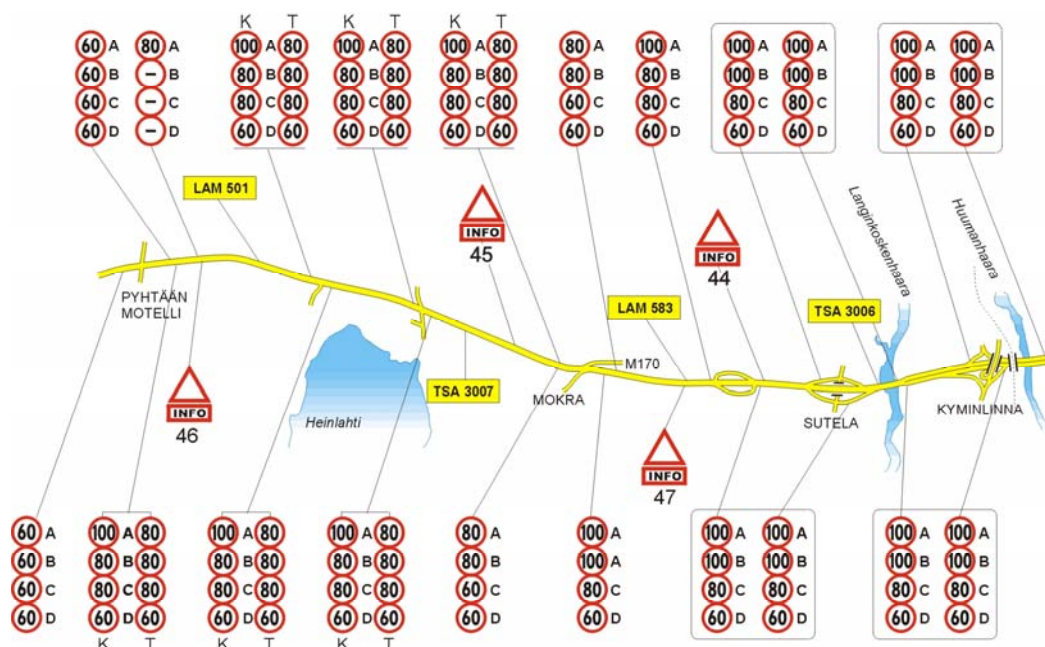 K T K T K T
60 A 80 A 100 A 80 100 A 80 100 A 80 80 A 100 A 100 A 100 A 100 A 100 A
60 B – B 80 B 80 80 B 80 80 B 80 80 B 80 B 100 B 100 B 100 B 100 B
60 C – C 80 C 80 80 C 80 80 C 80 60 C 80 C 80 C 80 C 80 C 80 C
60 D – D 60 D 60 60 D 60 60 D 60 60 D 60 D 60 D 60 D 60 D 60 D
LAM 501
INFO
45
INFO
44
Langinkoskenhaara
Huumanhaara
PYHTÄÄN
MOTELLI
LAM 583
TSA 3006
M170
TSA 3007
MOKRA
SUTELA
KYMINLINNA
INFO
46
Heinlahti
INFO
47
60 A 100 A 80 100 A 80 100 A 80 80 A 100 A 100 A 100 A 100 A 100 A
60 B 80 B 80 80 B 80 80 B 80 80 B 100 A 100 B 100 B 100 B 100 B
60 C 80 C 80 80 C 80 80 C 80 60 C 80 C 80 C 80 C 80 C 80 C
60 D 60 D 60 60 D 60 60 D 60 60 D 60 D 60 D 60 D 60 D 60 D
K T K T K T